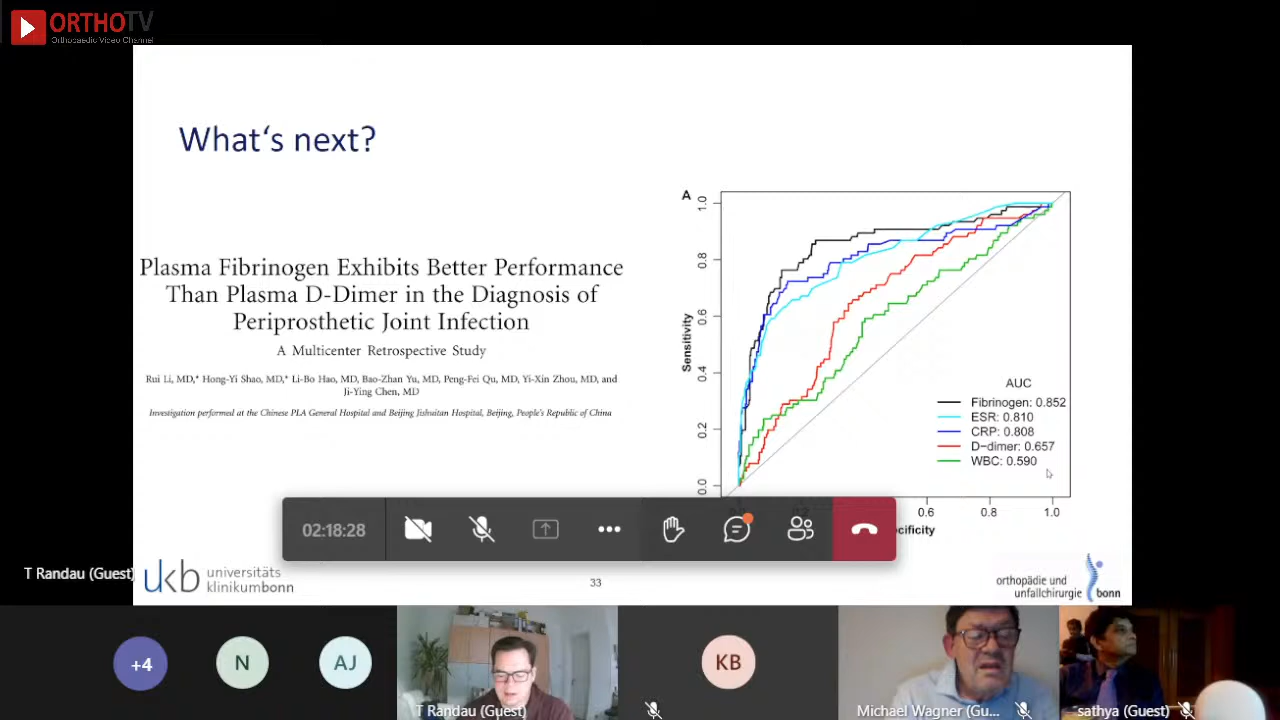 ORTHOTV
Orthopaedic Video Channel
What‘s next?
Plasma Fibrinogen Exhibits Better Performance
Than Plasma D-Dimer in the Diagnosis of
Periprosthetic Joint Infection
A Multicenter Retrospective Study
Rui Li, MD,* Hong-Yi Shao, MD,* Li-Bo Hao, MD, Bao-Zhan Yu, MD, Peng-Fei Qu, MD, Yi-Xin Zhou, MD, and
Ji-Ying Chen, MD
Investigation performed at the Chinese PLA General Hospital and Beijing Jishuitan Hospital, Beijing, People's Republic of China
A
1.0
0.8
0.6
0.4
0.2
0.0
Sensitivity
AUC
Fibrinogen: 0.852
ESR: 0.810
CRP: 0.808
D−dimer: 0.657
WBC: 0.590
0.6 0.8 1.0
cificity
02:18:28
T Randau (Guest)
ukb universitäts
klinikumbonn
33
orthopädie und
unfallchirurgie bonn
+4
N
AJ
T Randau (Guest)
KB
Michael Wagner (Gu...
sathya (Guest)